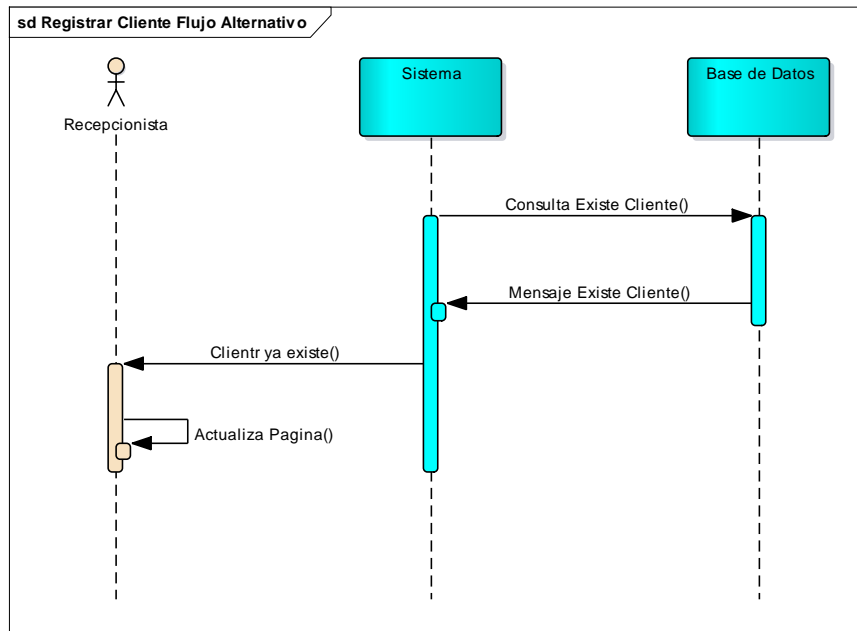 sd Registrar Cliente Flujo Alternativo
Sistema
Base de Datos
Recepcionista
Consulta Existe Cliente()
Mensaje Existe Cliente()
Clientr ya existe()
Actualiza Pagina()